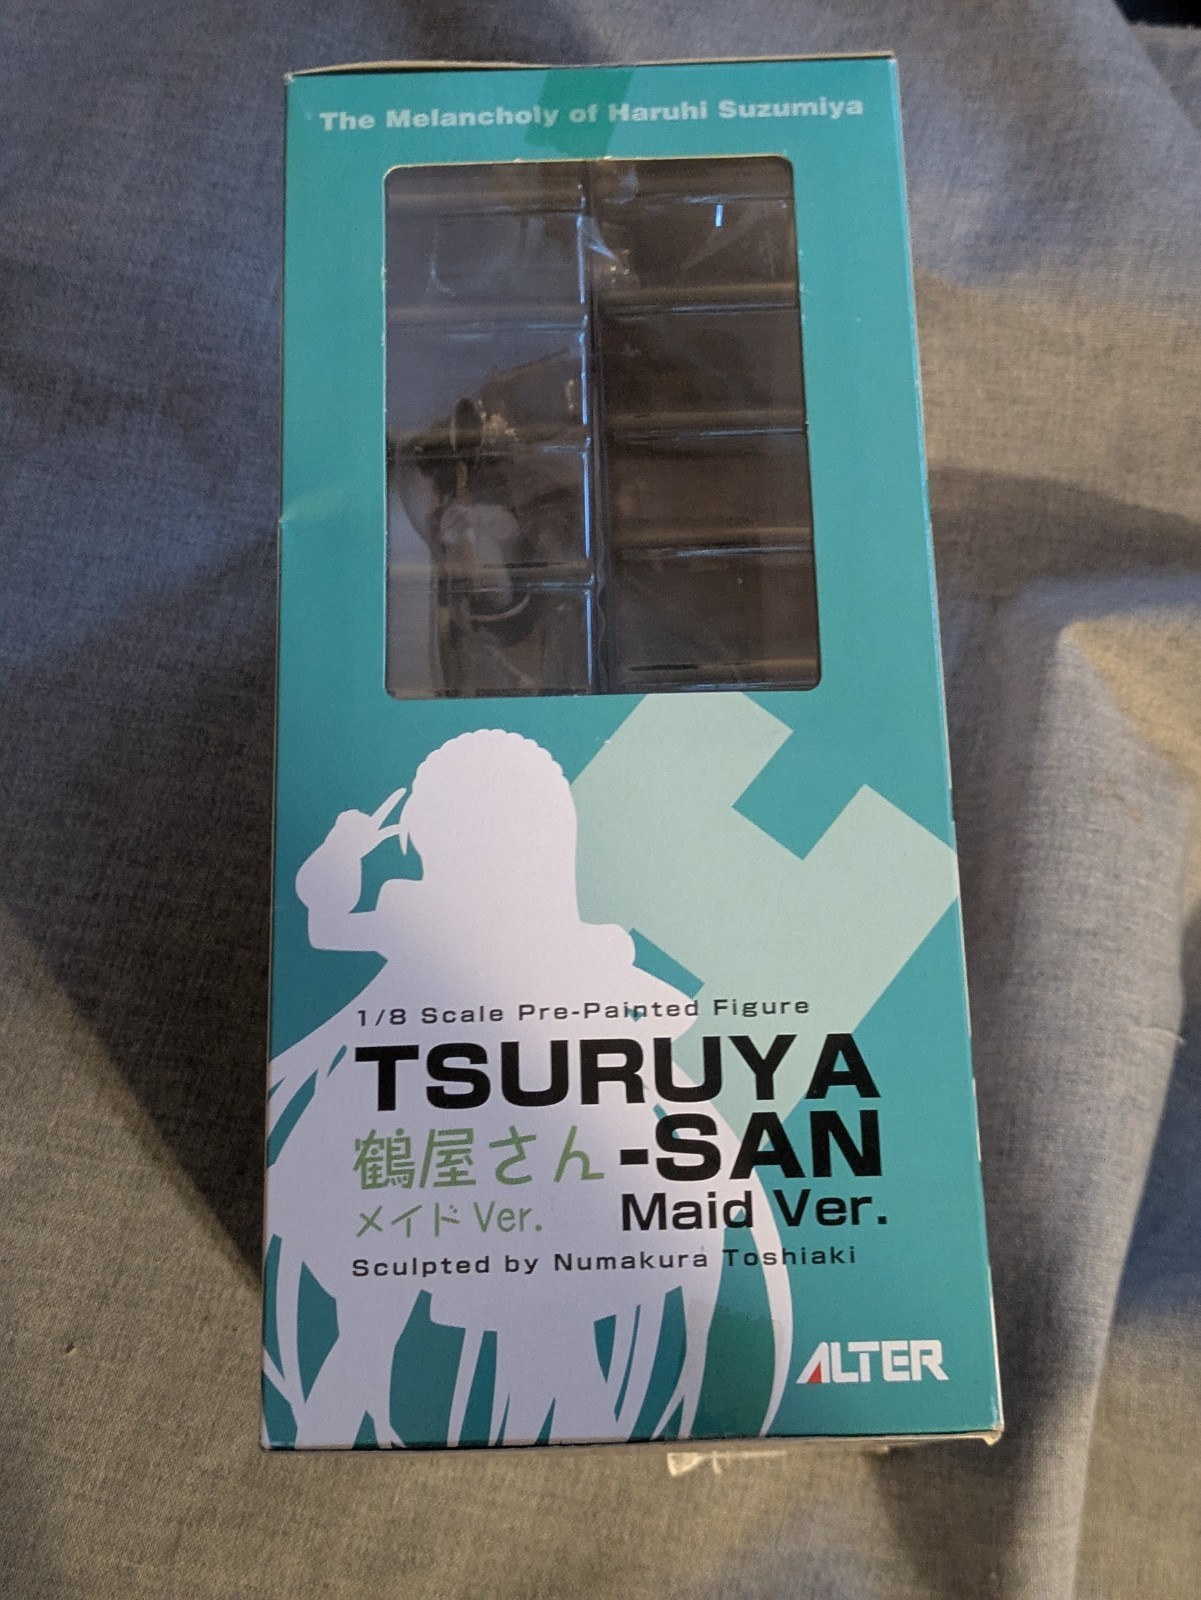 The Melancholy of Haruhi Suzumiya
1/8 Scale Pre-Painted Figure
TSURUYA
鶴屋さん -SAN
メイド Ver. Maid Ver.
Sculpted by Numakura Toshiaki
ALTER